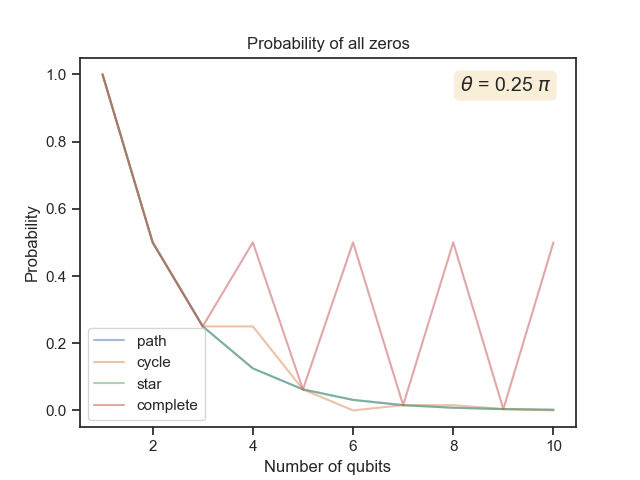 Probability of all zeros
θ = 0.25 π
1.0
0.8
0.6
0.4
0.2
0.0
Probability
path
cycle
star
complete
2
4
6
8
10
Number of qubits